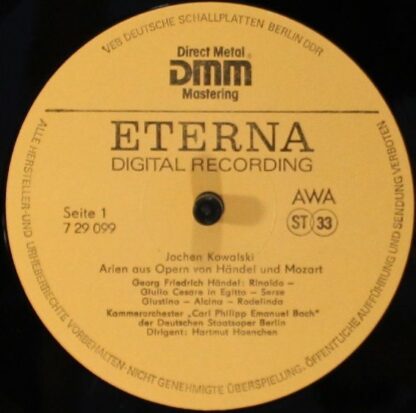 VEB DEUTSCHE SCHALLPLATTEN BERLIN DDR
Direct Metal
DMM
Mastering
ETERNA
DIGITAL RECORDING
Seite 1
7 29 099
AWA
ST 33
Jochen Kowalski
Arien aus Opern von Händel und Mozart
Georg Friedrich Händel: Rinaldo –
Giulio Cesare in Egitto – Serse
Giustino – Alcina – Rodelinda
Kammerorchester „Carl Philipp Emanuel Bach"
der Deutschen Staatsoper Berlin
Dirigent: Hartmut Haenchen
ALLE HERSTELLER- UND URHEBERRECHTE VORBEHALTEN · NICHT GENEHMIGTE ÜBERSPIELUNG, ÖFFENTLICHE AUFFÜHRUNG UND SENDUNG VERBOTEN